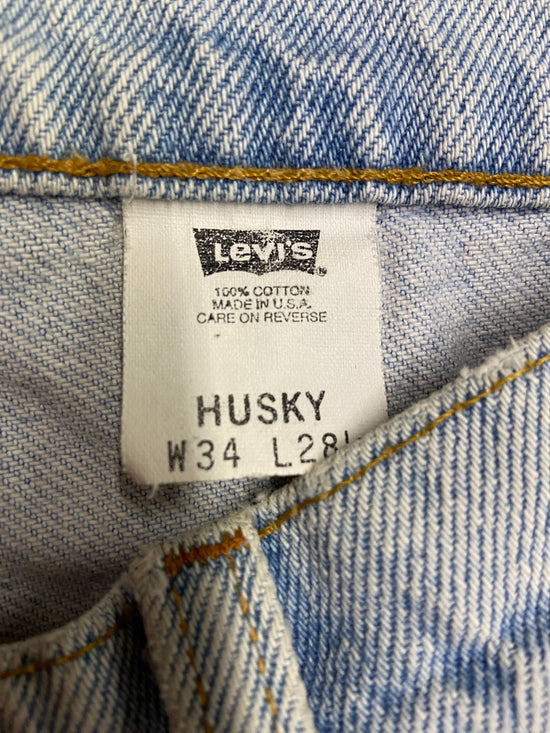 Levi's
100% COTTON
MADE IN U.S.A.
CARE ON REVERSE
HUSKY
W34 L28